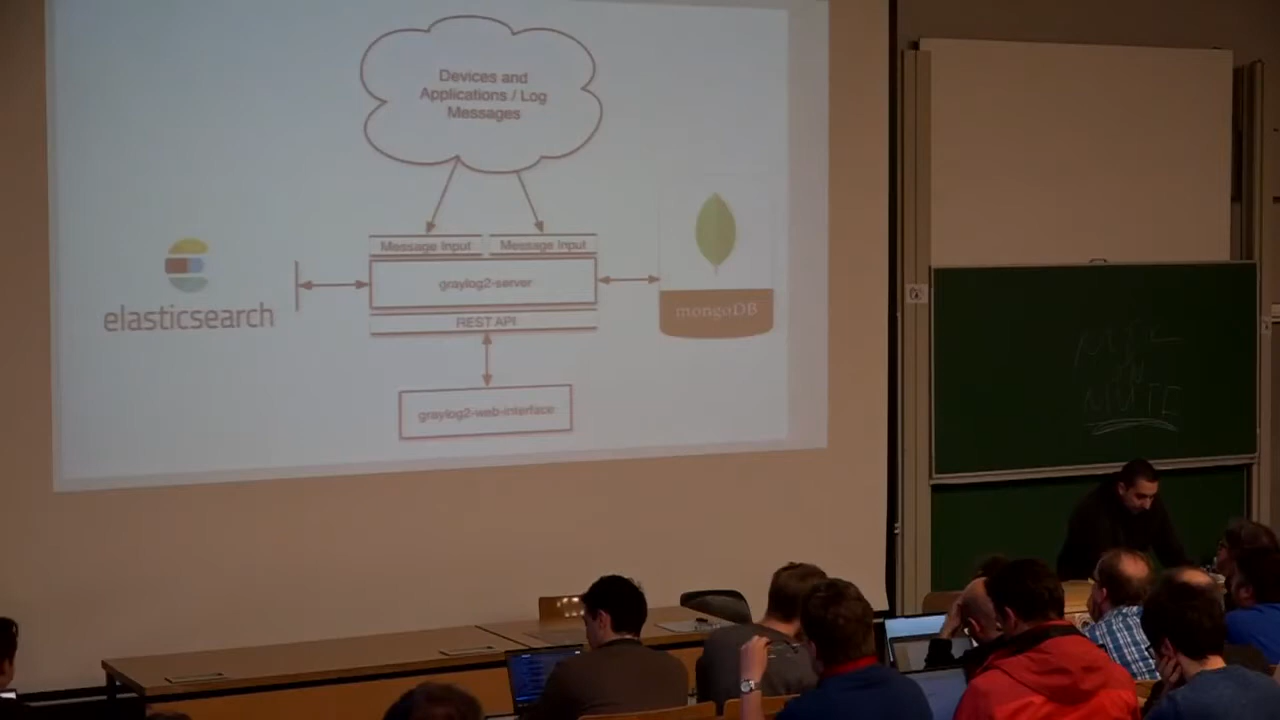 Devices and
Applications / Log
Messages
Message Input
Message Input
graylog2-server
REST API
graylog2-web-interface
elasticsearch
mongoDB